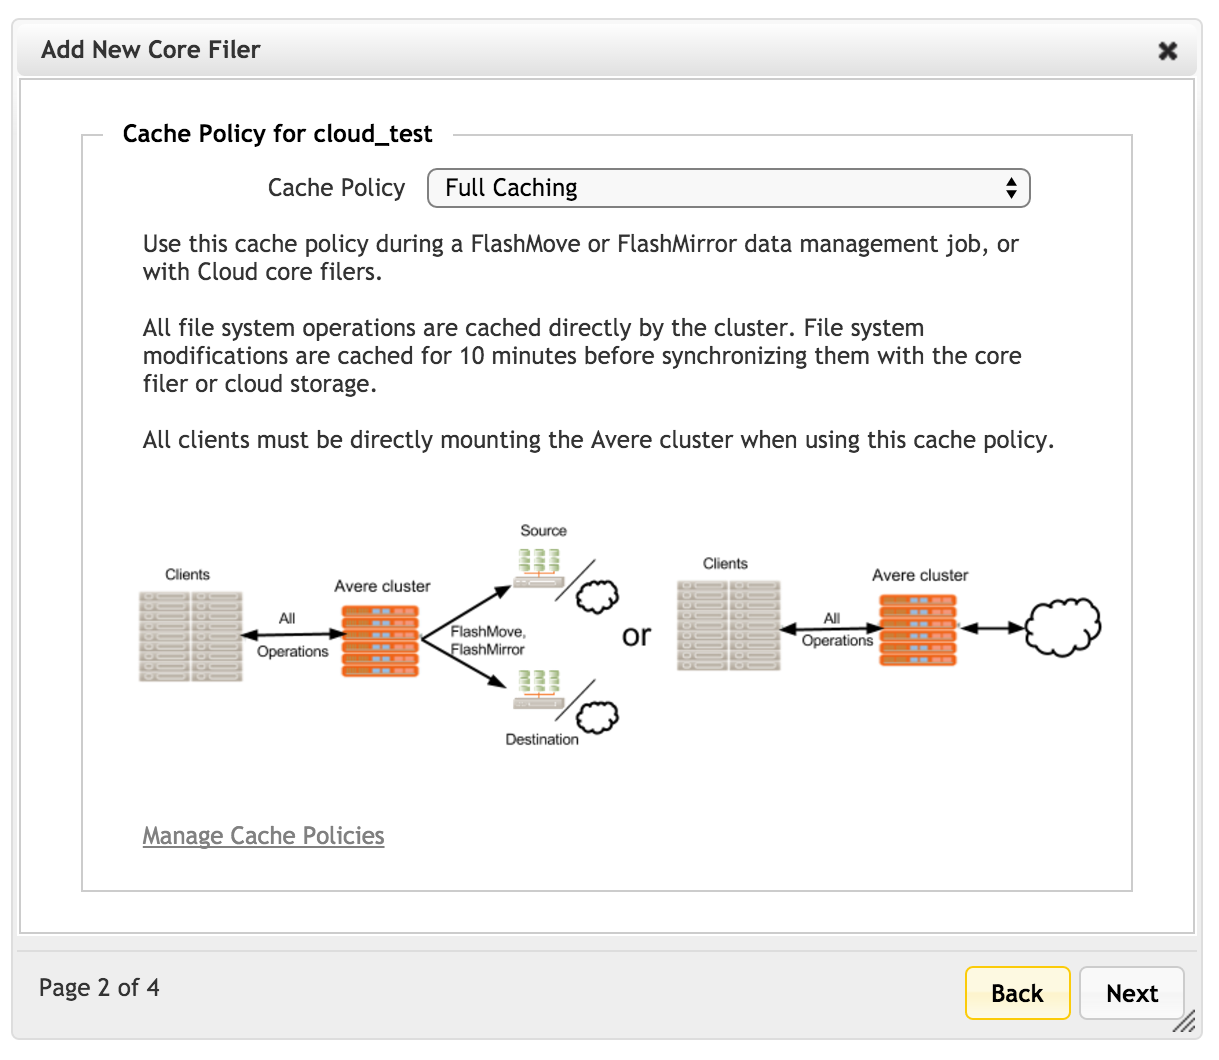 Add New Core Filer
Cache Policy for cloud_test
Cache Policy
Full Caching
Use this cache policy during a FlashMove or FlashMirror data management job, or
with Cloud core filers.
All file system operations are cached directly by the cluster. File system
modifications are cached for 10 minutes before synchronizing them with the core
filer or cloud storage.
All clients must be directly mounting the Avere cluster when using this cache policy.
Clients
All
Operations
Avere cluster
FlashMove,
FlashMirror
Source
Destination
or
Clients
All
Operations
Avere cluster
Manage Cache Policies
Page 2 of 4
Back
Next